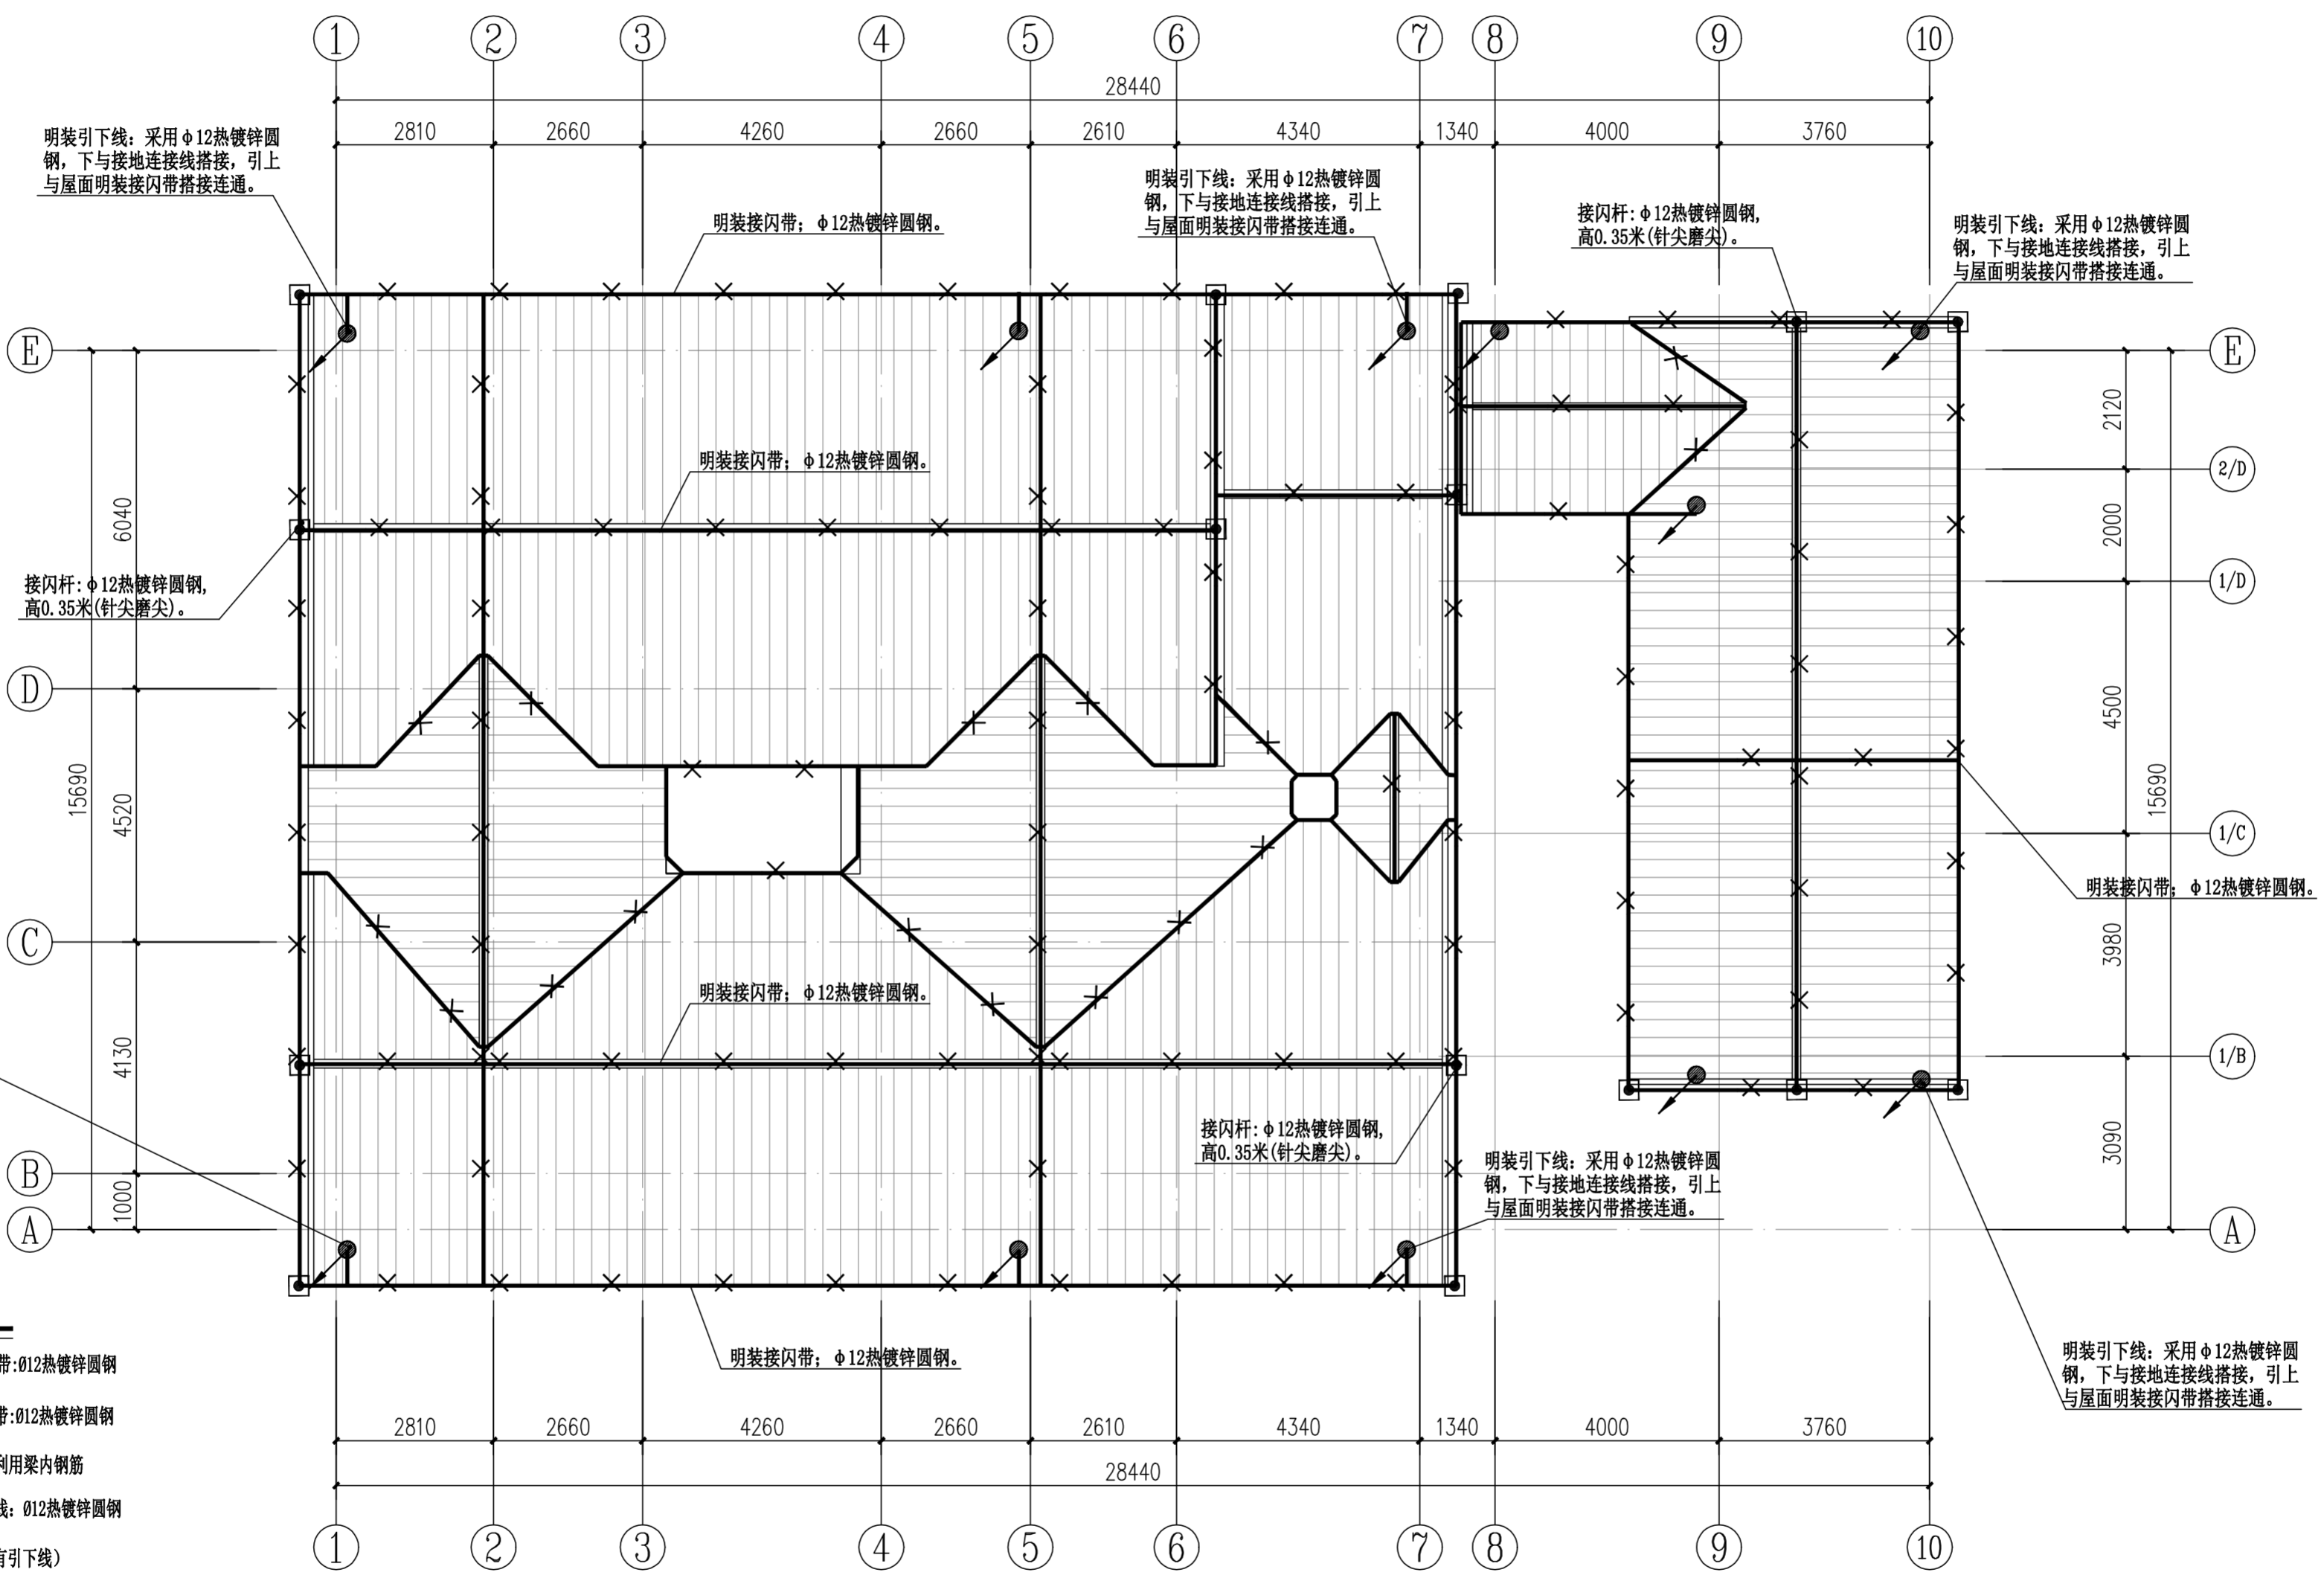 1 2 3 4 5 6 7 8 9 10
28440
2810 2660 4260 2660 2610 4340 1340 4000 3760
明装引下线：采用φ12热镀锌圆
钢，下与接地连接线搭接，引上
与屋面明装接闪带搭接连通。
明装接闪带；φ12热镀锌圆钢。
明装引下线：采用φ12热镀锌圆
钢，下与接地连接线搭接，引上
与屋面明装接闪带搭接连通。
接闪杆:φ12热镀锌圆钢,
高0.35米(针尖磨尖)。
明装引下线：采用φ12热镀锌圆
钢，下与接地连接线搭接，引上
与屋面明装接闪带搭接连通。
E
E
2120
明装接闪带；φ12热镀锌圆钢。
2/D
6040
2000
接闪杆:φ12热镀锌圆钢,
高0.35米(针尖磨尖)。
1/D
D
4500
15690
4520
15690
1/C
明装接闪带；φ12热镀锌圆钢。
C
3980
明装接闪带；φ12热镀锌圆钢。
4130
1/B
接闪杆:φ12热镀锌圆钢,
高0.35米(针尖磨尖)。
3090
B
明装引下线：采用φ12热镀锌圆
钢，下与接地连接线搭接，引上
与屋面明装接闪带搭接连通。
1000
A
A
明装接闪带；φ12热镀锌圆钢。
明装引下线：采用φ12热镀锌圆
钢，下与接地连接线搭接，引上
与屋面明装接闪带搭接连通。
带:Ø12热镀锌圆钢
带:Ø12热镀锌圆钢
利用梁内钢筋
线：Ø12热镀锌圆钢
有引下线）
2810 2660 4260 2660 2610 4340 1340 4000 3760
28440
1 2 3 4 5 6 7 8 9 10